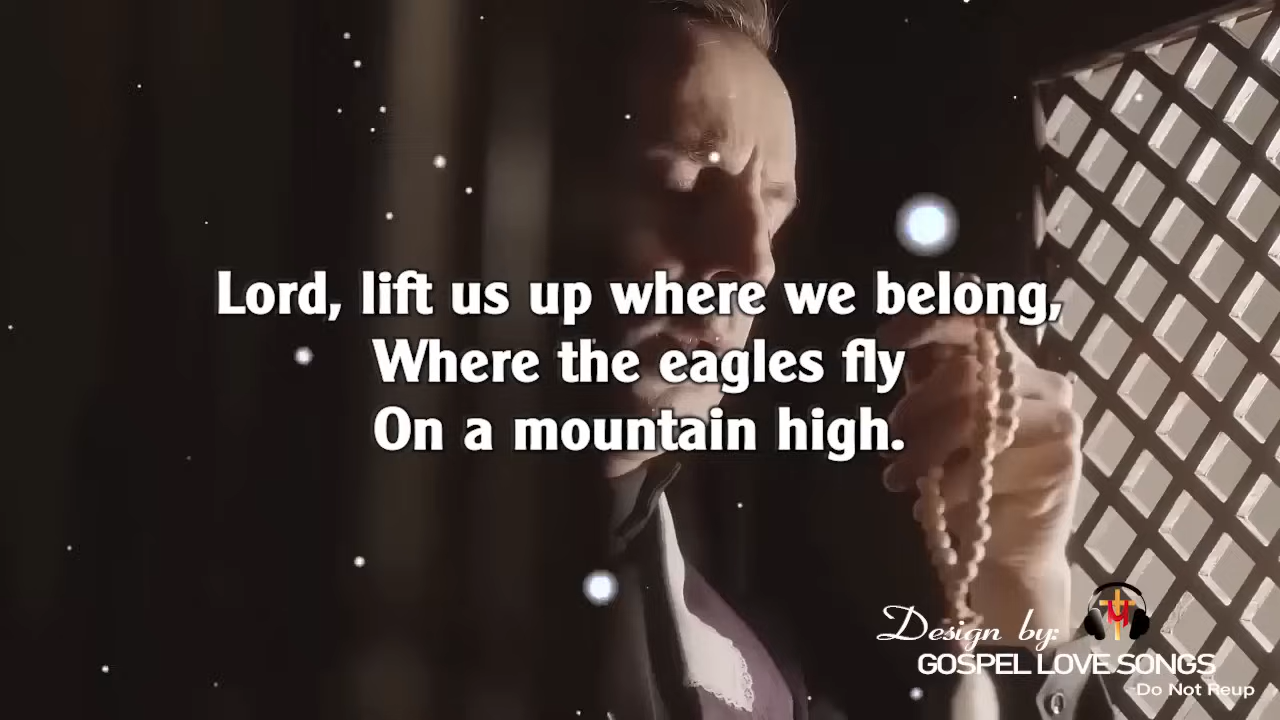 Lord, lift us up where we belong,
Where the eagles fly
On a mountain high.
Design by:
GOSPEL LOVE SONGS
Do Not Reup